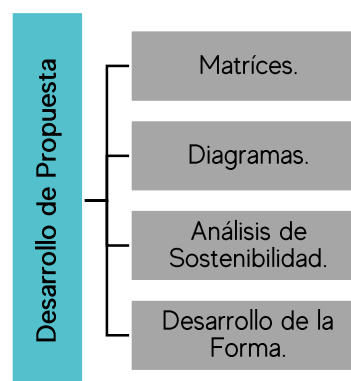 Desarrollo de Propuesta
Matríces.
Diagramas.
Análisis de
Sostenibilidad.
Desarrollo de la
Forma.